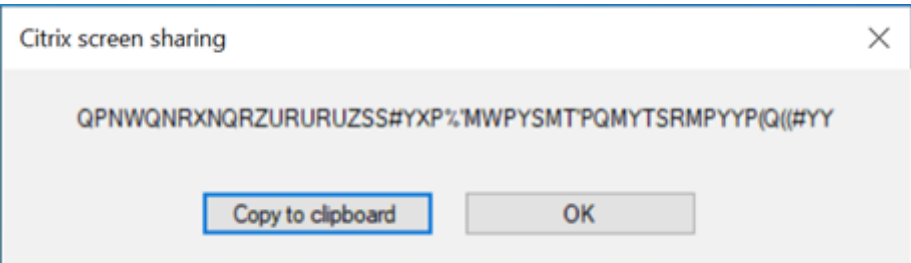 Citrix screen sharing
QPNWQNRXNQRZURURUZSS#YXP%'MWPYSMT'PQMYTSRMPYYP(Q((#YY
Copy to clipboard
OK